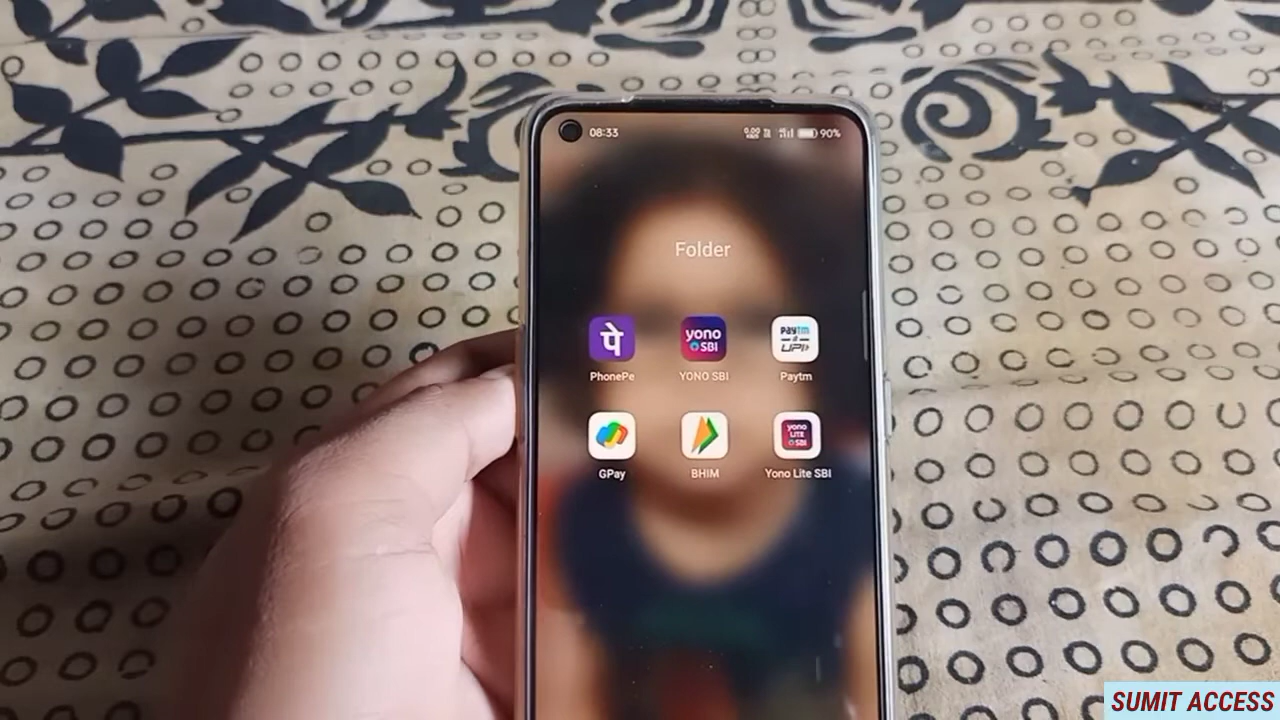 08:33
90%
Folder
पे
yono
SBI
Paytm
UPI
PhonePe
YONO SBI
Paytm
yono
LITE
SBI
GPay
BHIM
Yono Lite SBI
SUMIT ACCESS